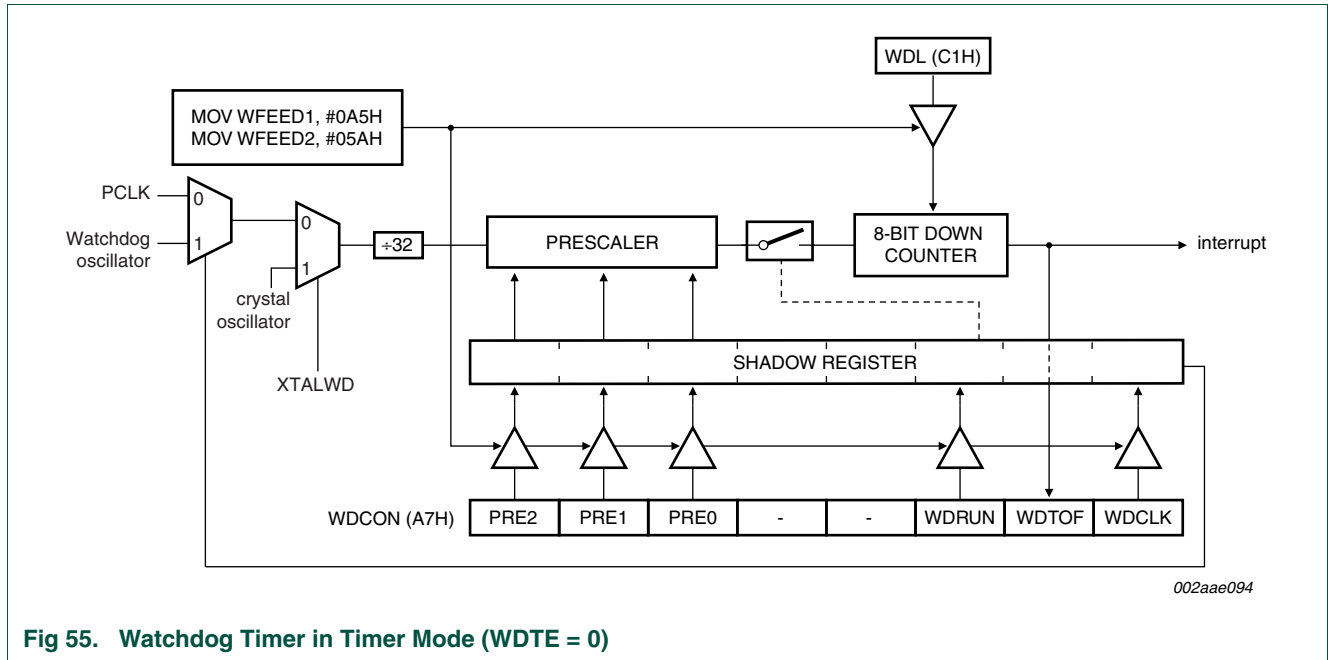 WDL (C1H)
MOV WFEED1, #0A5H
MOV WFEED2, #05AH
PCLK
0
Watchdog
oscillator
1
0
1
crystal
oscillator
XTALWD
÷32
PRESCALER
8-BIT DOWN
COUNTER
interrupt
SHADOW REGISTER
WDCON (A7H)
PRE2
PRE1
PRE0
-
-
WDRUN
WDTOF
WDCLK
002aae094
Fig 55. Watchdog Timer in Timer Mode (WDTE = 0)